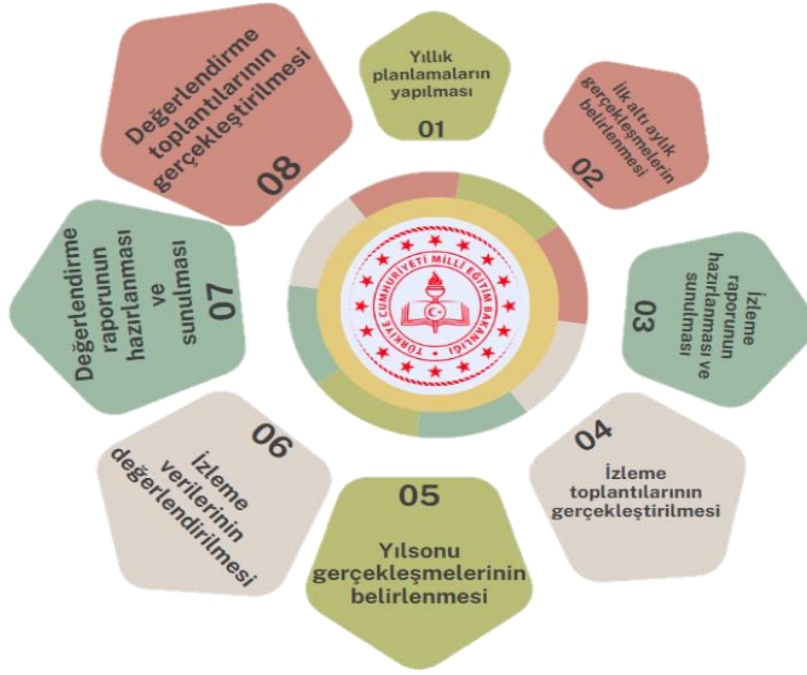 Yıllık
planlamaların
yapılması
01
İlk altı aylık
gerçekleşmelerin
belirlenmesi
02
İzleme
raporunun
hazırlanması ve
sunulması
03
04
İzleme
toplantılarının
gerçekleştirilmesi
05
Yılsonu
gerçekleşmelerinin
belirlenmesi
06
İzleme
verilerinin
değerlendirilmesi
Değerlendirme
raporunun
hazırlanması
ve
sunulması
07
Değerlendirme
toplantılarının
gerçekleştirilmesi
08
TÜRKİYE CUMHURİYETİ MİLLÎ EĞİTİM BAKANLIĞI